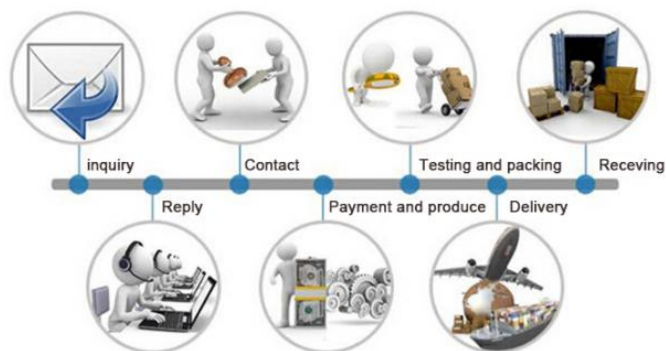 inquiry
Contact
Testing and packing
Receving
Reply
Payment and produce
Delivery